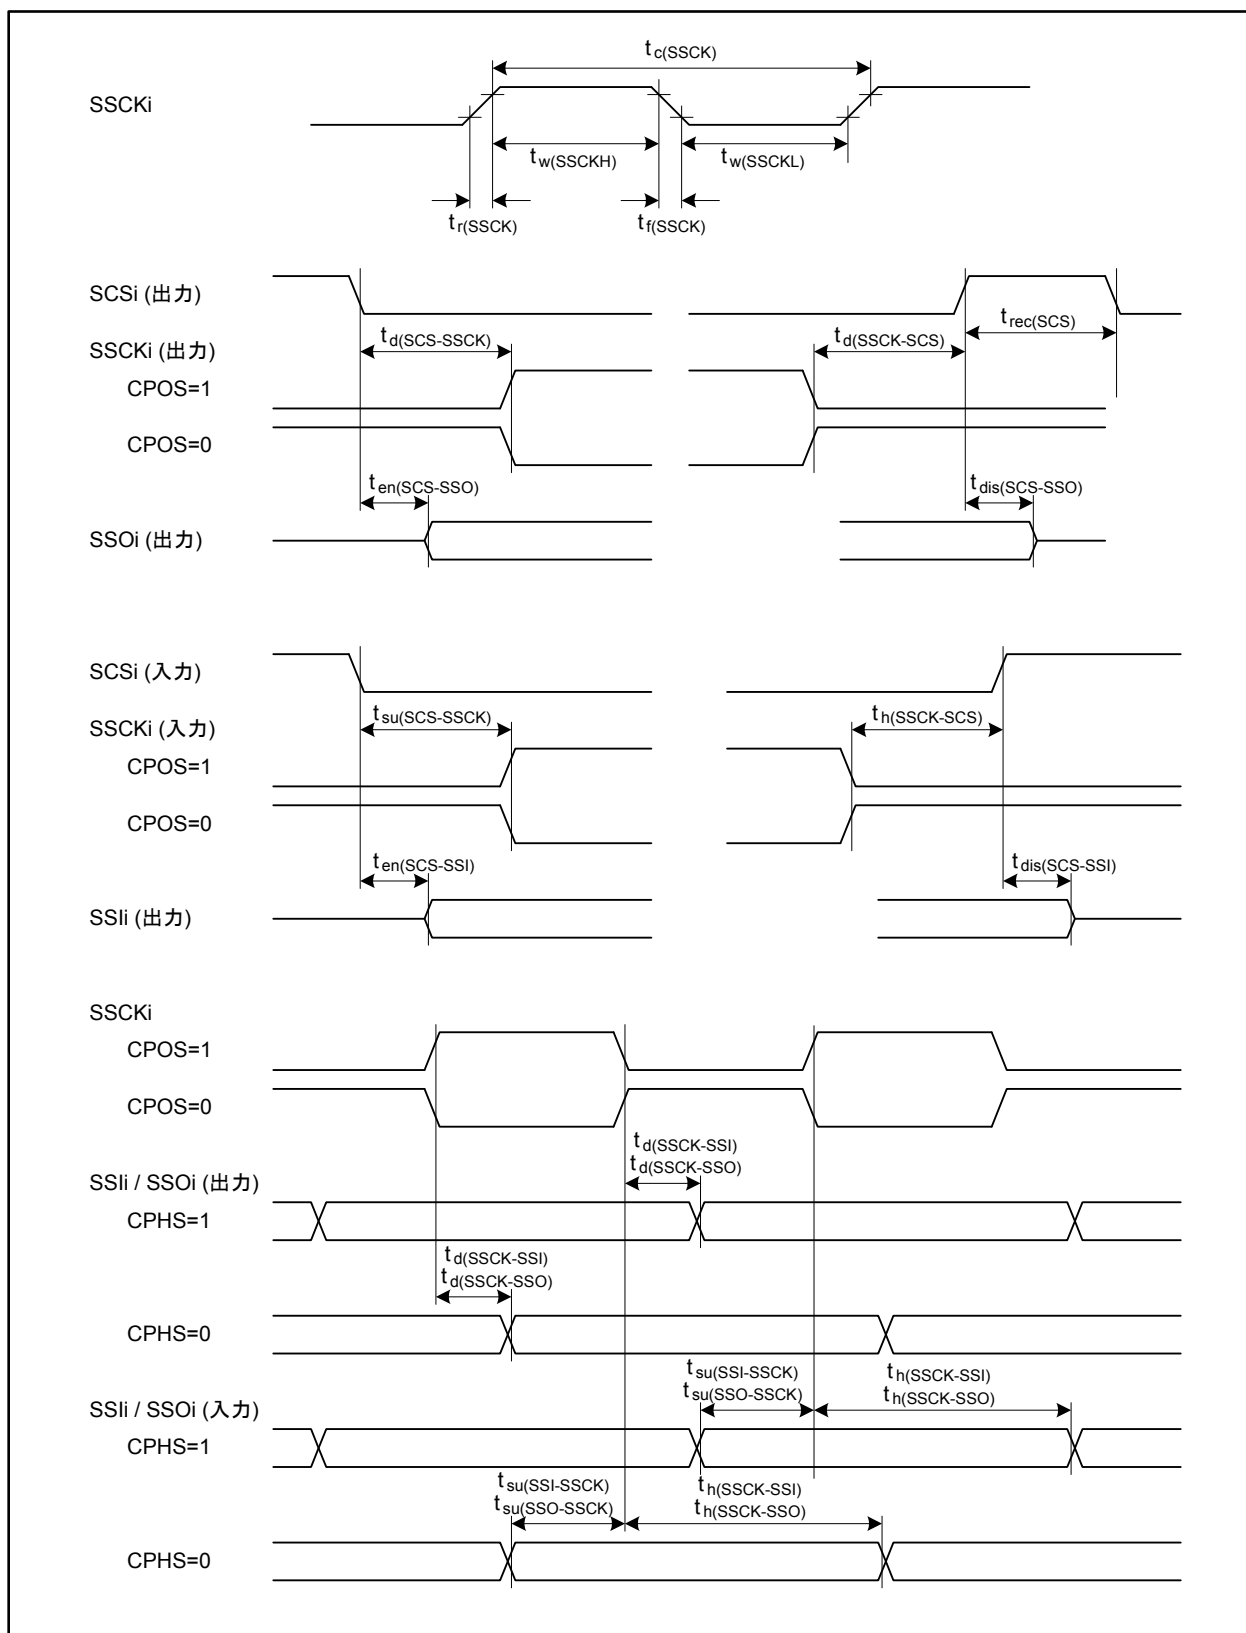 tc(SSCK)
SSCKi
tw(SSCKH)
tw(SSCKL)
tr(SSCK)
tf(SSCK)
SCSi (出力)
trec(SCS)
td(SCS-SSCK)
td(SSCK-SCS)
SSCKi (出力)
CPOS=1
CPOS=0
ten(SCS-SSO)
tdis(SCS-SSO)
SSOi (出力)
SCSi (入力)
tsu(SCS-SSCK)
th(SSCK-SCS)
SSCKi (入力)
CPOS=1
CPOS=0
ten(SCS-SSI)
tdis(SCS-SSI)
SSIi (出力)
SSCKi
CPOS=1
CPOS=0
td(SSCK-SSI)
td(SSCK-SSO)
SSIi / SSOi (出力)
CPHS=1
td(SSCK-SSI)
td(SSCK-SSO)
CPHS=0
tsu(SSI-SSCK)
tsu(SSO-SSCK)
th(SSCK-SSI)
th(SSCK-SSO)
SSIi / SSOi (入力)
CPHS=1
tsu(SSI-SSCK)
tsu(SSO-SSCK)
th(SSCK-SSI)
th(SSCK-SSO)
CPHS=0